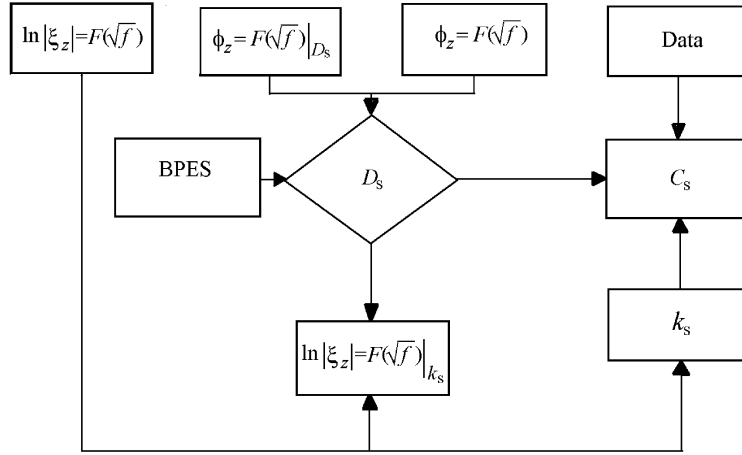 ln|ξz|=F(√f)
ϕz=F(√f)|Ds
ϕz=F(√f)
Data
BPES
Ds
Cs
ks
ln|ξz|=F(√f)|ks